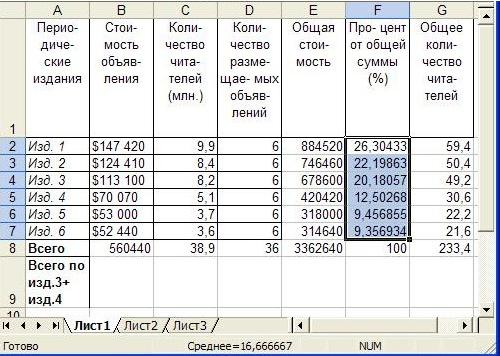 A B C D E F G
1 Перио- диче- ские издания Стои- мость объяв- ления Коли- чество чита- телей (млн.) Коли- чество разме- щае- мых объяв- лений Общая стои- мость Про- цент от общей суммы (%) Общее коли- чество чита- телей
2 Изд. 1 $147 420 9,9 6 884520 26,30433 59,4
3 Изд. 2 $124 410 8,4 6 746460 22,19863 50,4
4 Изд. 3 $113 100 8,2 6 678600 20,18057 49,2
5 Изд. 4 $70 070 5,1 6 420420 12,50268 30,6
6 Изд. 5 $53 000 3,7 6 318000 9,456855 22,2
7 Изд. 6 $52 440 3,6 6 314640 9,356934 21,6
8 Всего 560440 38,9 36 3362640 100 233,4
9 Всего по изд.3+ изд.4
10
Лист1 Лист2 Лист3
Готово Среднее=16,666667 NUM